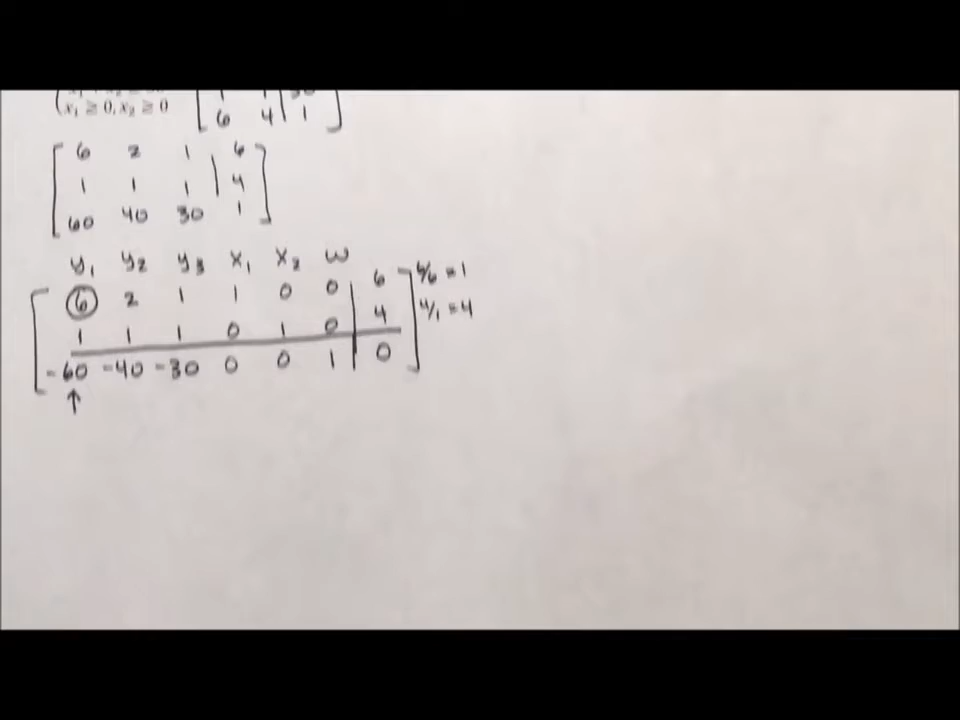 x₁ ≥ 0, x₂ ≥ 0
6 4 1
6 2 1 6
1 1 1 4
60 40 30 1
y₁ y₂ y₃ x₁ x₂ w
6 2 1 1 0 0 6 6/6 = 1
1 1 1 0 1 0 4 4/1 = 4
-60 -40 -30 0 0 1 0